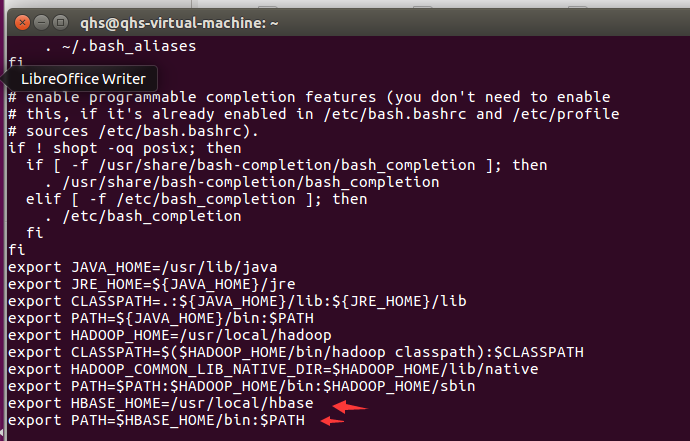 qhs@qhs-virtual-machine: ~
    . ~/.bash_aliases
fi
LibreOffice Writer
# enable programmable completion features (you don't need to enable
# this, if it's already enabled in /etc/bash.bashrc and /etc/profile
# sources /etc/bash.bashrc).
if ! shopt -oq posix; then
  if [ -f /usr/share/bash-completion/bash_completion ]; then
    . /usr/share/bash-completion/bash_completion
  elif [ -f /etc/bash_completion ]; then
    . /etc/bash_completion
  fi
fi
export JAVA_HOME=/usr/lib/java
export JRE_HOME=${JAVA_HOME}/jre
export CLASSPATH=.:${JAVA_HOME}/lib:${JRE_HOME}/lib
export PATH=${JAVA_HOME}/bin:$PATH
export HADOOP_HOME=/usr/local/hadoop
export CLASSPATH=$($HADOOP_HOME/bin/hadoop classpath):$CLASSPATH
export HADOOP_COMMON_LIB_NATIVE_DIR=$HADOOP_HOME/lib/native
export PATH=$PATH:$HADOOP_HOME/bin:$HADOOP_HOME/sbin
export HBASE_HOME=/usr/local/hbase
export PATH=$HBASE_HOME/bin:$PATH